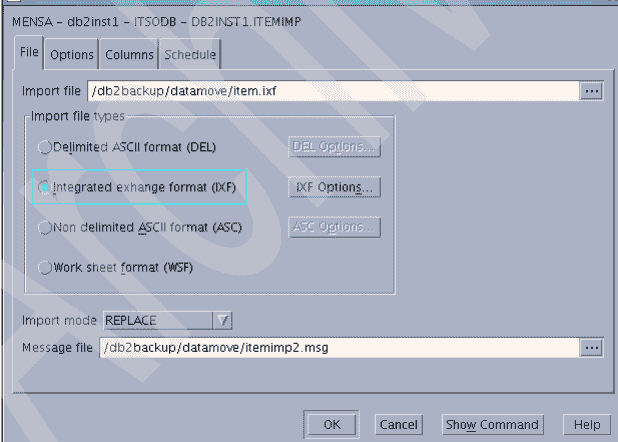 MENSA - db2inst1 - ITSODB - DB2INST1.ITEMIMP
File Options Columns Schedule
Import file /db2backup/datamove/item.ixf ...
Import file types
Delimited ASCII format (DEL) DEL Options...
Integrated exhange format (IXF) IXF Options...
Non delimited ASCII format (ASC) ASC Options...
Work sheet format (WSF)
Import mode REPLACE
Message file /db2backup/datamove/itemimp2.msg ...
OK Cancel Show Command Help